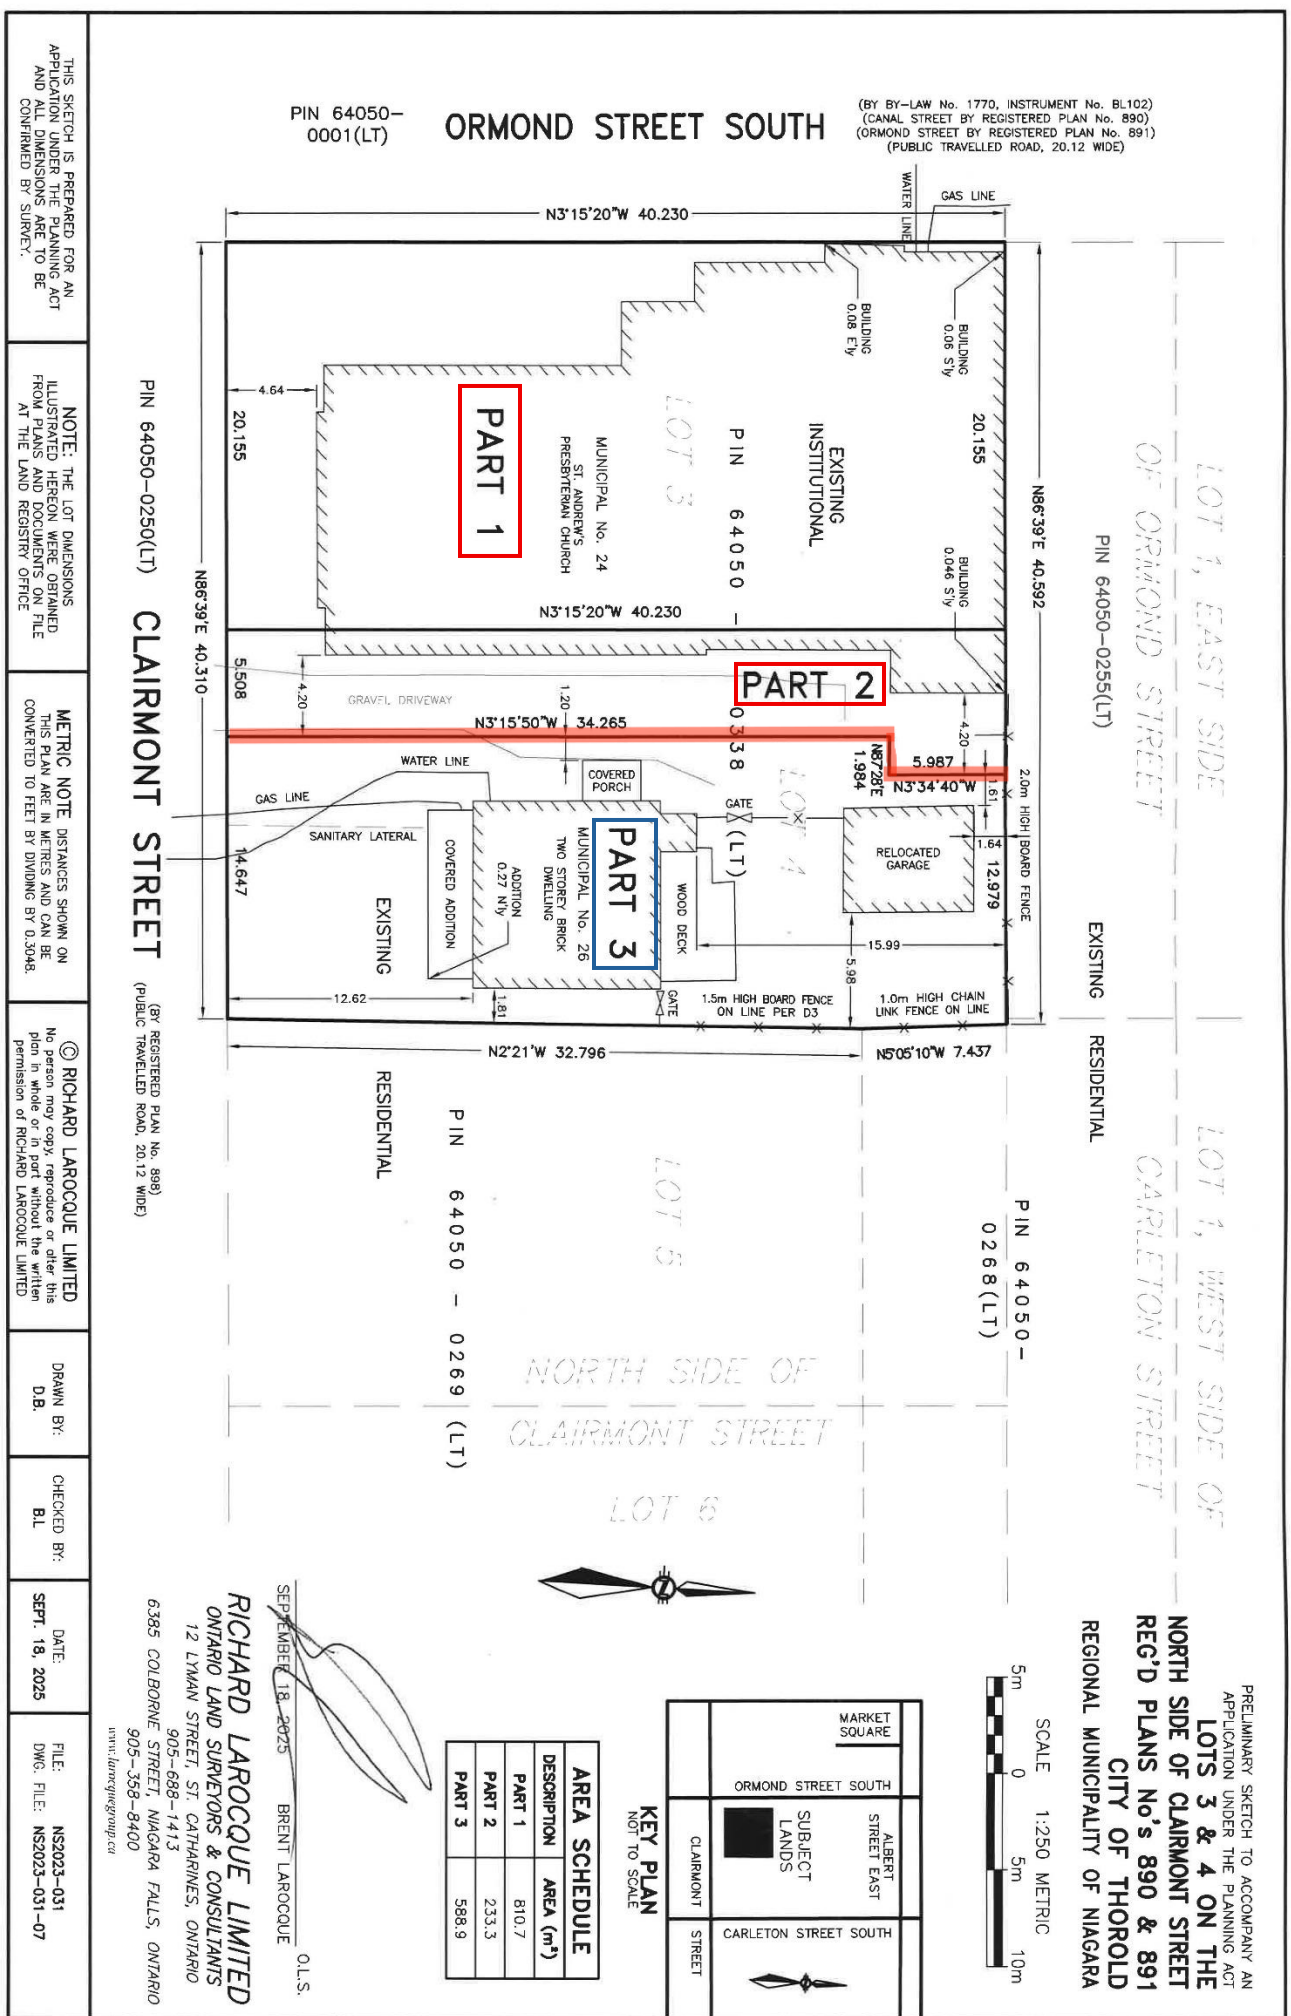 PIN 64050-
0001(LT)
ORMOND STREET SOUTH
(BY BY-LAW No. 1770, INSTRUMENT No. BL102)
(CANAL STREET BY REGISTERED PLAN No. 890)
(ORMOND STREET BY REGISTERED PLAN No. 891)
(PUBLIC TRAVELLED ROAD, 20.12 WIDE)
WATER LINE
GAS LINE
N3°15'20"W 40.230
BUILDING
0.08 E'ly
BUILDING
0.06 S'ly
4.64
20.155
PART 1
MUNICIPAL No. 24
ST. ANDREW'S
PRESBYTERIAN CHURCH
LOT 3
PIN 64050 - 0338 (LT)
EXISTING
INSTITUTIONAL
20.155
N86°39'E 40.592
BUILDING
0.046 S'ly
PIN 64050-0255(LT)
LOT 1, EAST SIDE
OF ORMOND STREET
PIN 64050-0250(LT)
CLAIRMONT STREET
(BY REGISTERED PLAN No. 898)
(PUBLIC TRAVELLED ROAD, 20.12 WIDE)
N86°39'E 40.310
N3°15'20"W 40.230
5.508
4.20
GRAVEL DRIVEWAY
1.20
PART 2
4.20
N3°15'50"W 34.265
N87°28'E
1.984
5.987
N3°34'40"W
1.61
2.0m HIGH BOARD FENCE
WATER LINE
GAS LINE
SANITARY LATERAL
14.647
COVERED
PORCH
GATE
LOT 4
COVERED ADDITION
ADDITION
0.27 N'ly
PART 3
MUNICIPAL No. 26
TWO STOREY BRICK
DWELLING
WOOD DECK
RELOCATED
GARAGE
1.64
12.979
15.99
5.98
EXISTING
RESIDENTIAL
12.62
1.81
GATE
1.5m HIGH BOARD FENCE
ON LINE PER D3
1.0m HIGH CHAIN
LINK FENCE ON LINE
N2°21'W 32.796
N5°05'10"W 7.437
EXISTING
RESIDENTIAL
PIN 64050 - 0269 (LT)
LOT 5
PIN 64050-
0268(LT)
LOT 1, WEST SIDE OF
CARLETON STREET
NORTH SIDE OF
CLAIRMONT STREET
LOT 6
N
PRELIMINARY SKETCH TO ACCOMPANY AN
APPLICATION UNDER THE PLANNING ACT
LOTS 3 & 4 ON THE
NORTH SIDE OF CLAIRMONT STREET
REG'D PLANS No's 890 & 891
CITY OF THOROLD
REGIONAL MUNICIPALITY OF NIAGARA
SCALE 1:250 METRIC
5m 0 5m 10m
MARKET
SQUARE
ORMOND STREET SOUTH
ALBERT
STREET EAST
SUBJECT
LANDS
CLAIRMONT
STREET
CARLETON STREET SOUTH
KEY PLAN
NOT TO SCALE
AREA SCHEDULE
DESCRIPTION AREA (m²)
PART 1 810.7
PART 2 233.3
PART 3 588.9
SEPTEMBER 18, 2025
BRENT LAROCQUE
O.L.S.
RICHARD LAROCQUE LIMITED
ONTARIO LAND SURVEYORS & CONSULTANTS
12 LYMAN STREET, ST. CATHARINES, ONTARIO
905-688-1413
6385 COLBORNE STREET, NIAGARA FALLS, ONTARIO
905-358-8400
www.larocquegroup.ca
THIS SKETCH IS PREPARED FOR AN
APPLICATION UNDER THE PLANNING ACT
AND ALL DIMENSIONS ARE TO BE
CONFIRMED BY SURVEY.
NOTE: THE LOT DIMENSIONS
ILLUSTRATED HEREON WERE OBTAINED
FROM PLANS AND DOCUMENTS ON FILE
AT THE LAND REGISTRY OFFICE
METRIC NOTE DISTANCES SHOWN ON
THIS PLAN ARE IN METRES AND CAN BE
CONVERTED TO FEET BY DIVIDING BY 0.3048.
© RICHARD LAROCQUE LIMITED
No person may copy, reproduce or alter this
plan in whole or in part without the written
permission of RICHARD LAROCQUE LIMITED
DRAWN BY:
D.B.
CHECKED BY:
B.L
DATE:
SEPT. 18, 2025
FILE: NS2023-031
DWG. FILE: NS2023-031-07